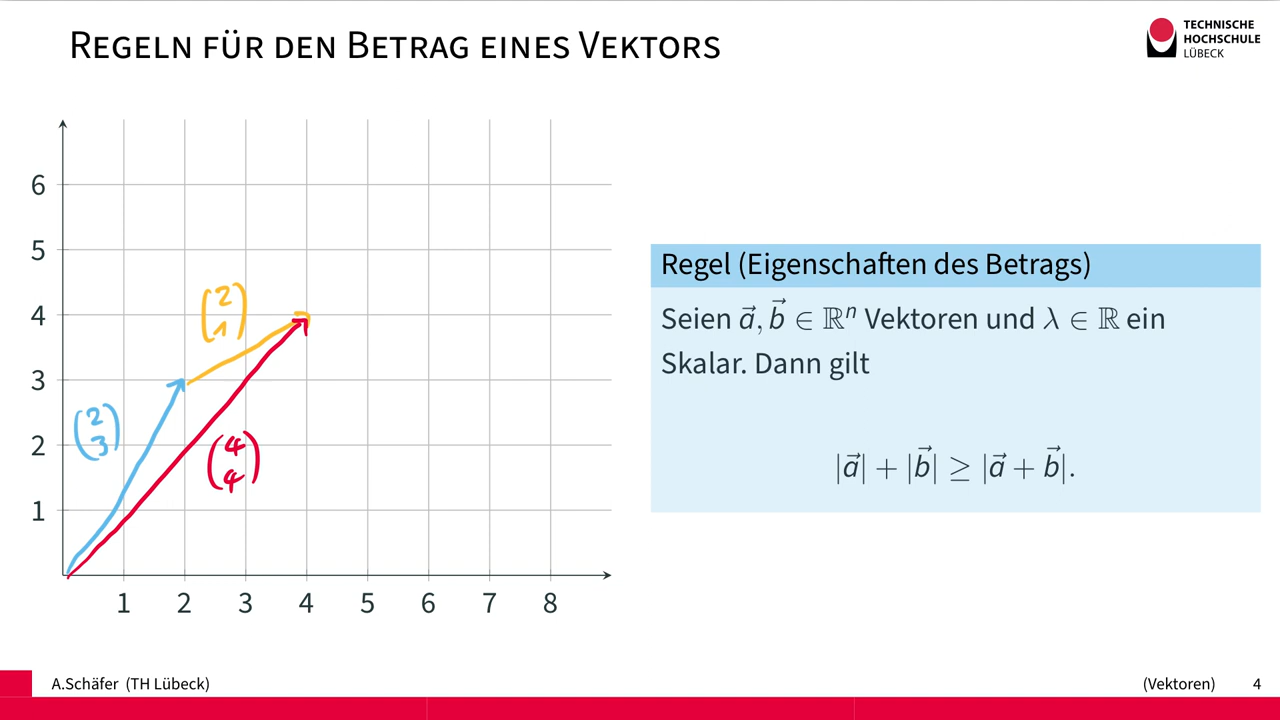 REGELN FÜR DEN BETRAG EINES VEKTORS
TECHNISCHE
HOCHSCHULE
LÜBECK
6
5
4
3
2
1
1 2 3 4 5 6 7 8
(2
1)
(2
3)
(4
4)
Regel (Eigenschaften des Betrags)
Seien a⃗, b⃗ ∈ ℝⁿ Vektoren und λ ∈ ℝ ein
Skalar. Dann gilt
|a⃗| + |b⃗| ≥ |a⃗ + b⃗|.
A.Schäfer (TH Lübeck)
(Vektoren) 4